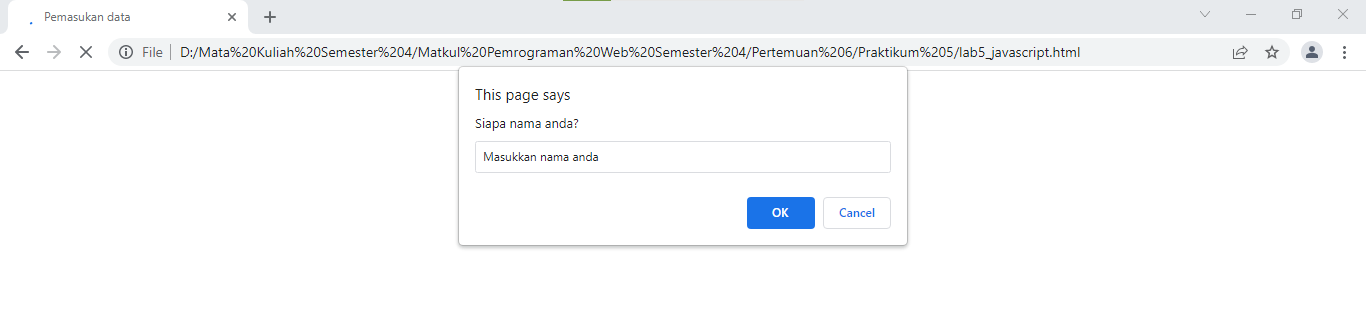 Pemasukan data
File
D:/Mata%20Kuliah%20Semester%204/Matkul%20Pemrograman%20Web%20Semester%204/Pertemuan%206/Praktikum%205/lab5_javascript.html
This page says
Siapa nama anda?
Masukkan nama anda
OK Cancel